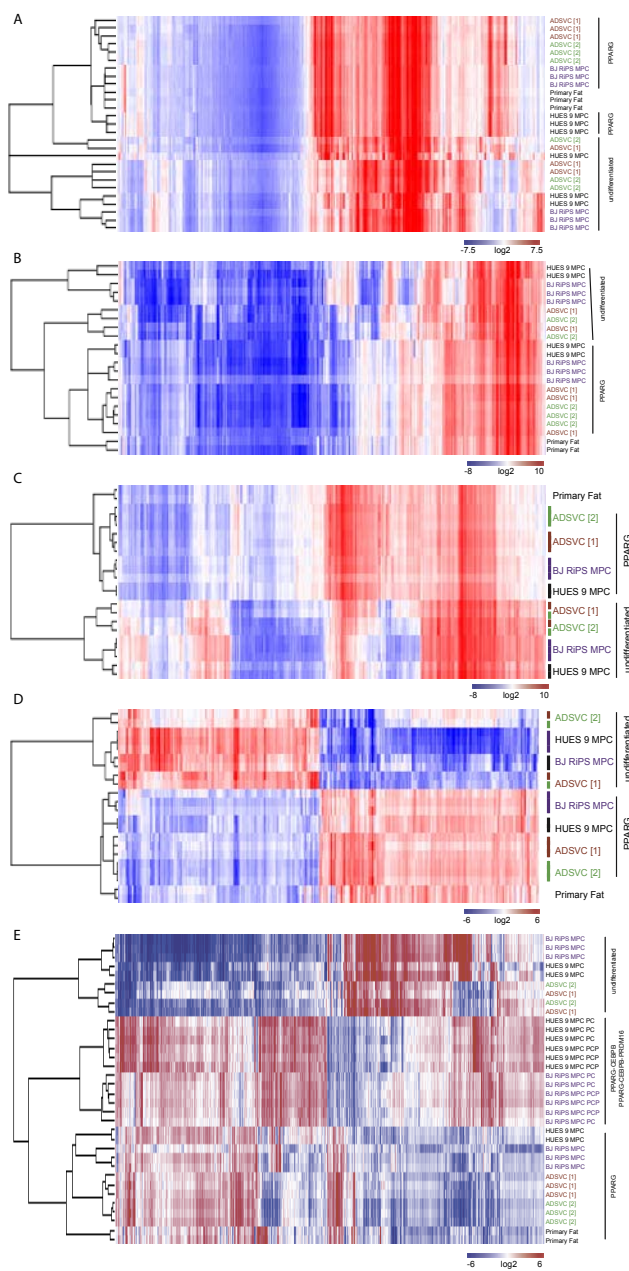 A
ADSVC [1]
ADSVC [1]
ADSVC [1]
ADSVC [2]
ADSVC [2]
ADSVC [2]
BJ RiPS MPC
BJ RiPS MPC
BJ RiPS MPC
Primary Fat
Primary Fat
Primary Fat
HUES 9 MPC
HUES 9 MPC
HUES 9 MPC
ADSVC [2]
ADSVC [1]
HUES 9 MPC
ADSVC [1]
ADSVC [1]
ADSVC [2]
ADSVC [2]
HUES 9 MPC
HUES 9 MPC
BJ RiPS MPC
BJ RiPS MPC
BJ RiPS MPC
PPARG
PPARG
undifferentiated
-7.5 log2 7.5
B
HUES 9 MPC
HUES 9 MPC
BJ RiPS MPC
BJ RiPS MPC
BJ RiPS MPC
ADSVC [1]
ADSVC [2]
ADSVC [1]
ADSVC [2]
HUES 9 MPC
HUES 9 MPC
BJ RiPS MPC
BJ RiPS MPC
BJ RiPS MPC
ADSVC [1]
ADSVC [1]
ADSVC [2]
ADSVC [2]
ADSVC [2]
ADSVC [1]
Primary Fat
Primary Fat
undifferentiated
PPARG
-8 log2 10
C
Primary Fat
ADSVC [2]
ADSVC [1]
BJ RiPS MPC
HUES 9 MPC
ADSVC [1]
ADSVC [2]
BJ RiPS MPC
HUES 9 MPC
PPARG
undifferentiated
-8 log2 10
D
ADSVC [2]
HUES 9 MPC
BJ RiPS MPC
ADSVC [1]
BJ RiPS MPC
HUES 9 MPC
ADSVC [1]
ADSVC [2]
Primary Fat
undifferentiated
PPARG
-6 log2 6
E
BJ RiPS MPC
BJ RiPS MPC
BJ RiPS MPC
HUES 9 MPC
HUES 9 MPC
ADSVC [2]
ADSVC [1]
ADSVC [2]
ADSVC [1]
HUES 9 MPC PC
HUES 9 MPC PC
HUES 9 MPC PC
HUES 9 MPC PCP
HUES 9 MPC PCP
HUES 9 MPC PCP
BJ RiPS MPC PC
BJ RiPS MPC PC
BJ RiPS MPC PCP
BJ RiPS MPC PCP
BJ RiPS MPC PCP
BJ RiPS MPC PC
HUES 9 MPC
HUES 9 MPC
BJ RiPS MPC
BJ RiPS MPC
BJ RiPS MPC
ADSVC [1]
ADSVC [1]
ADSVC [1]
ADSVC [2]
ADSVC [2]
ADSVC [2]
Primary Fat
Primary Fat
undifferentiated
PPARG-CEBPB
PPARG-CEBPB-PRDM16
PPARG
-6 log2 6